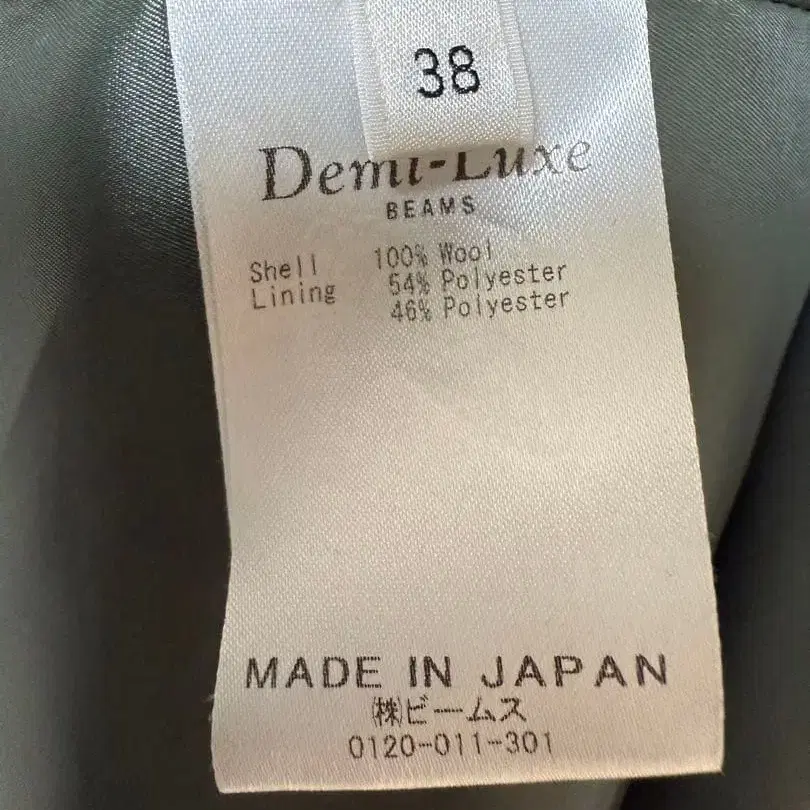 38
Demi-Luxe
BEAMS
Shell 100% Wool
Lining 54% Polyester
46% Polyester
MADE IN JAPAN
㈱ビームス
0120-011-301